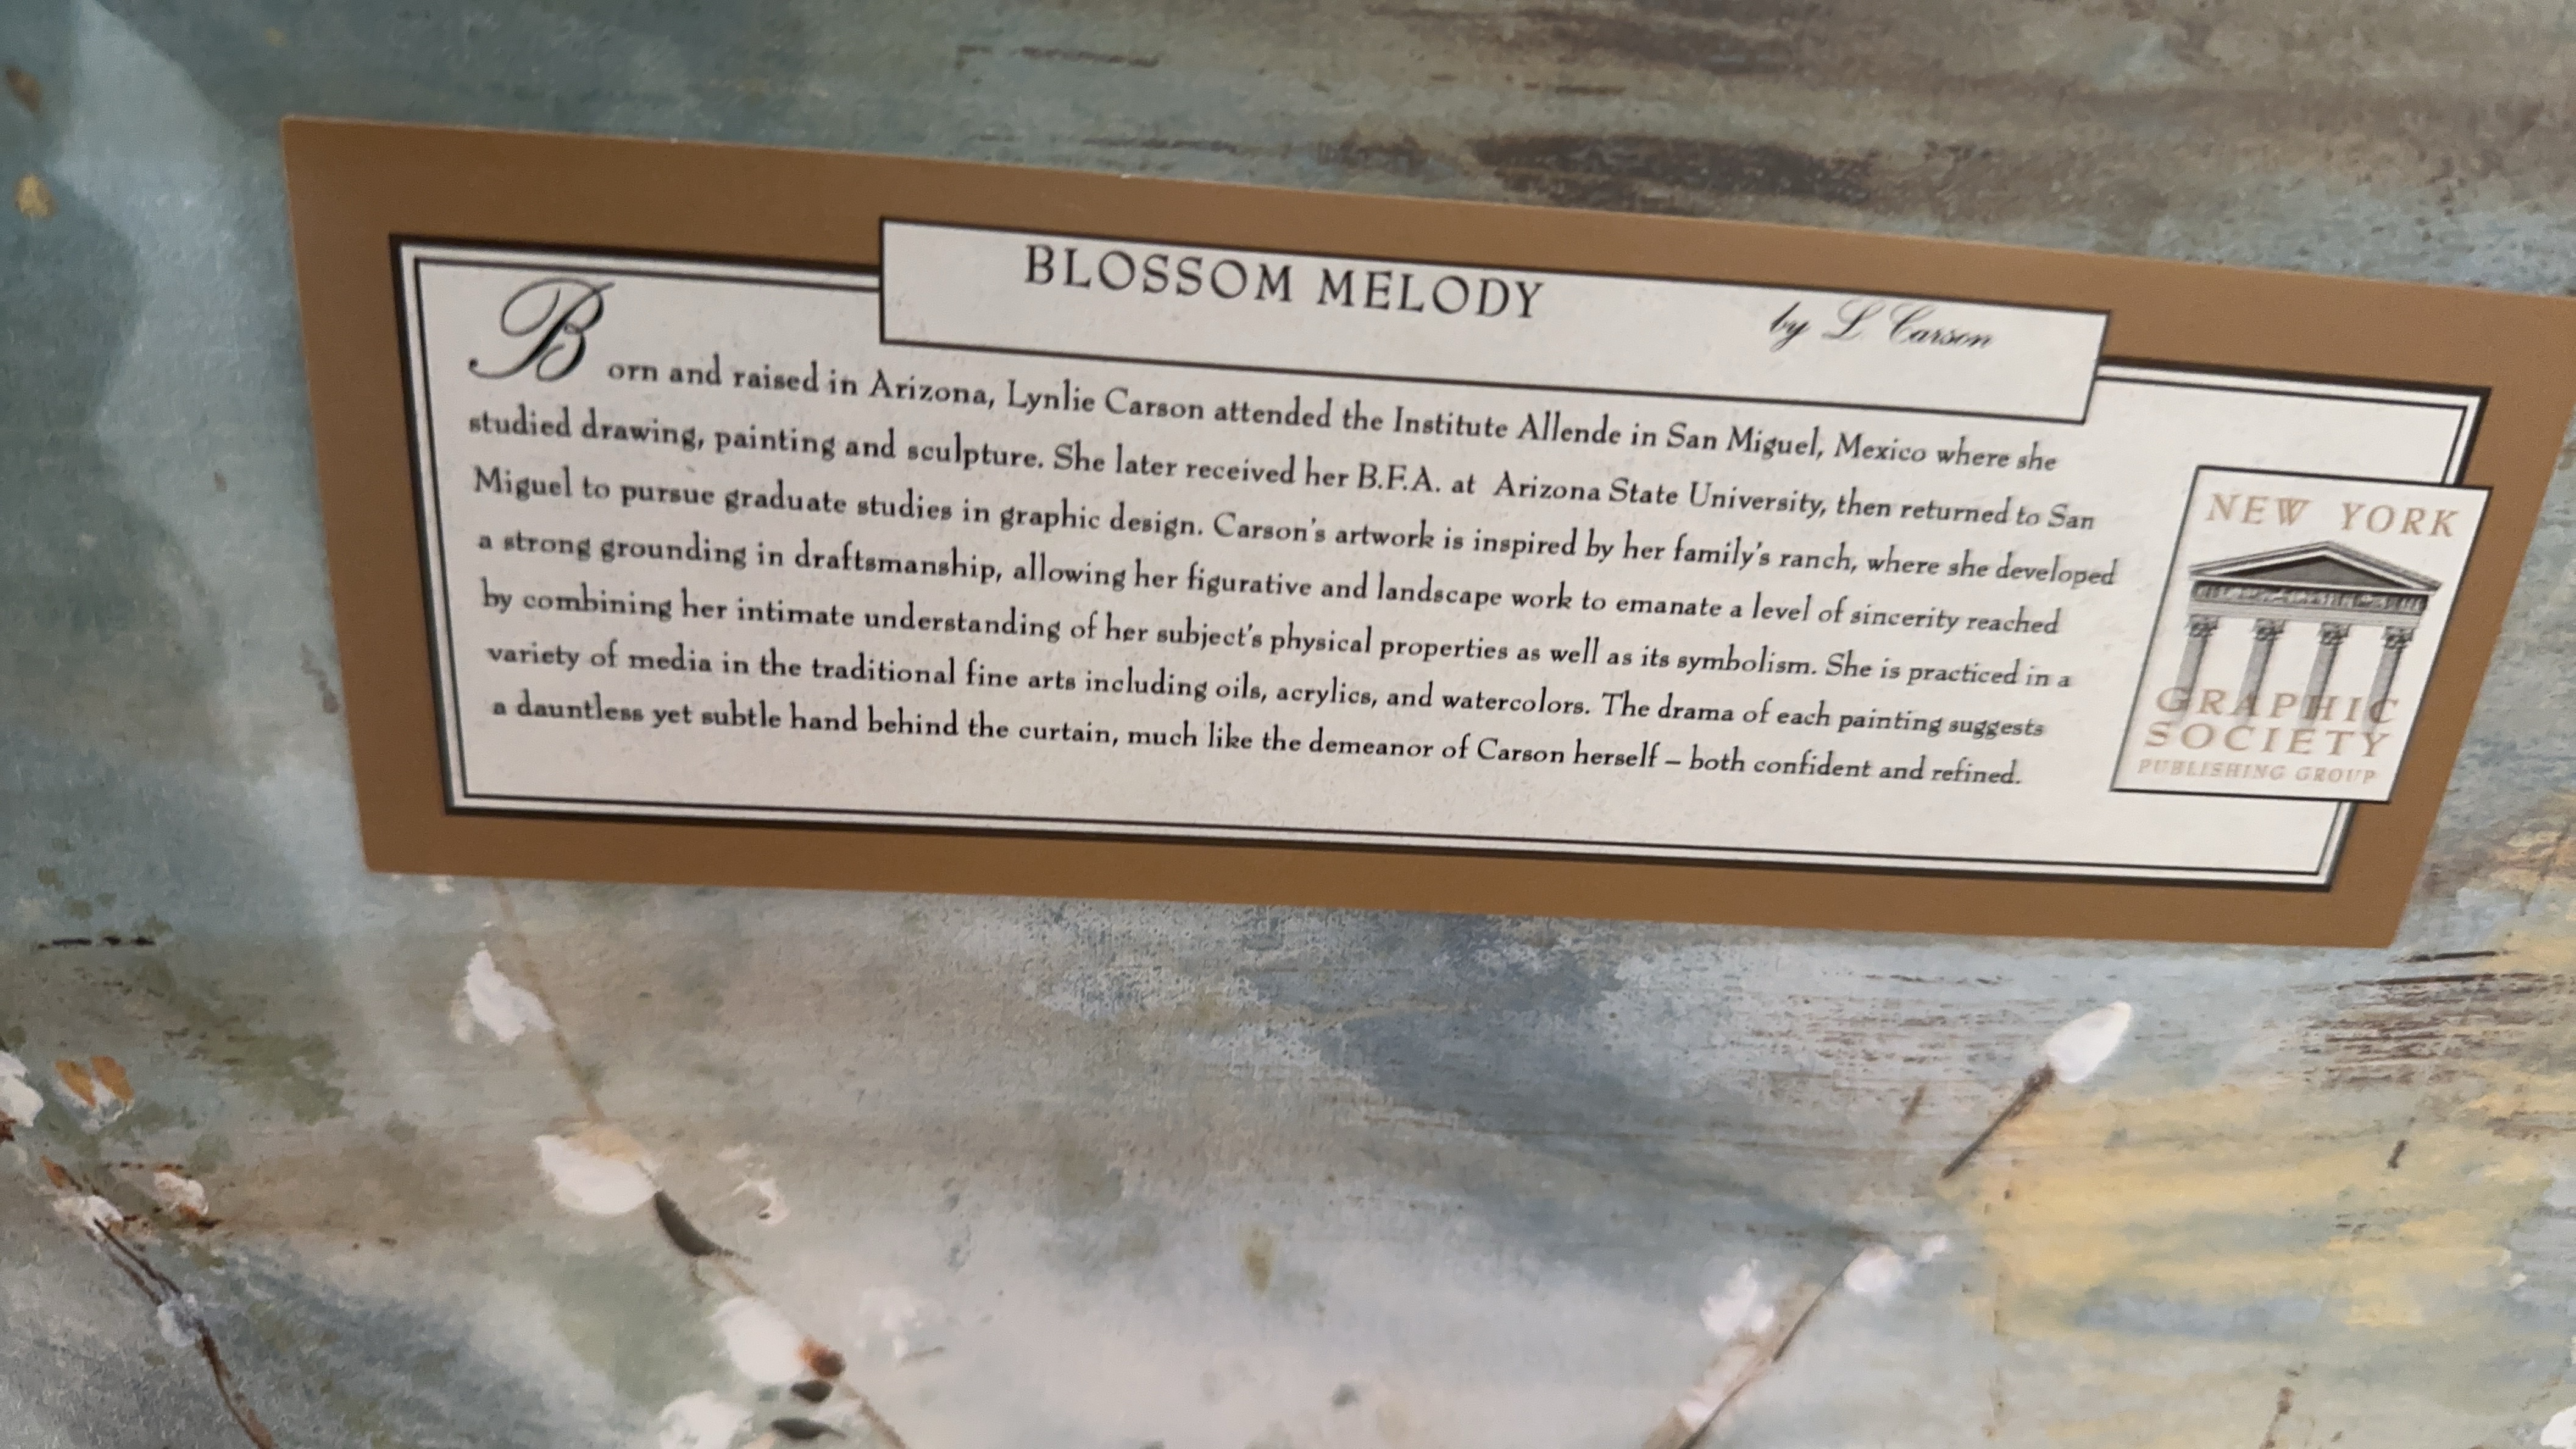 BLOSSOM MELODY by L Carson
Born and raised in Arizona, Lynlie Carson attended the Institute Allende in San Miguel, Mexico where she
studied drawing, painting and sculpture. She later received her B.F.A. at Arizona State University, then returned to San
Miguel to pursue graduate studies in graphic design. Carson's artwork is inspired by her family's ranch, where she developed
a strong grounding in draftsmanship, allowing her figurative and landscape work to emanate a level of sincerity reached
by combining her intimate understanding of her subject's physical properties as well as its symbolism. She is practiced in a
variety of media in the traditional fine arts including oils, acrylics, and watercolors. The drama of each painting suggests
a dauntless yet subtle hand behind the curtain, much like the demeanor of Carson herself – both confident and refined.
NEW YORK
GRAPHIC
SOCIETY
PUBLISHING GROUP